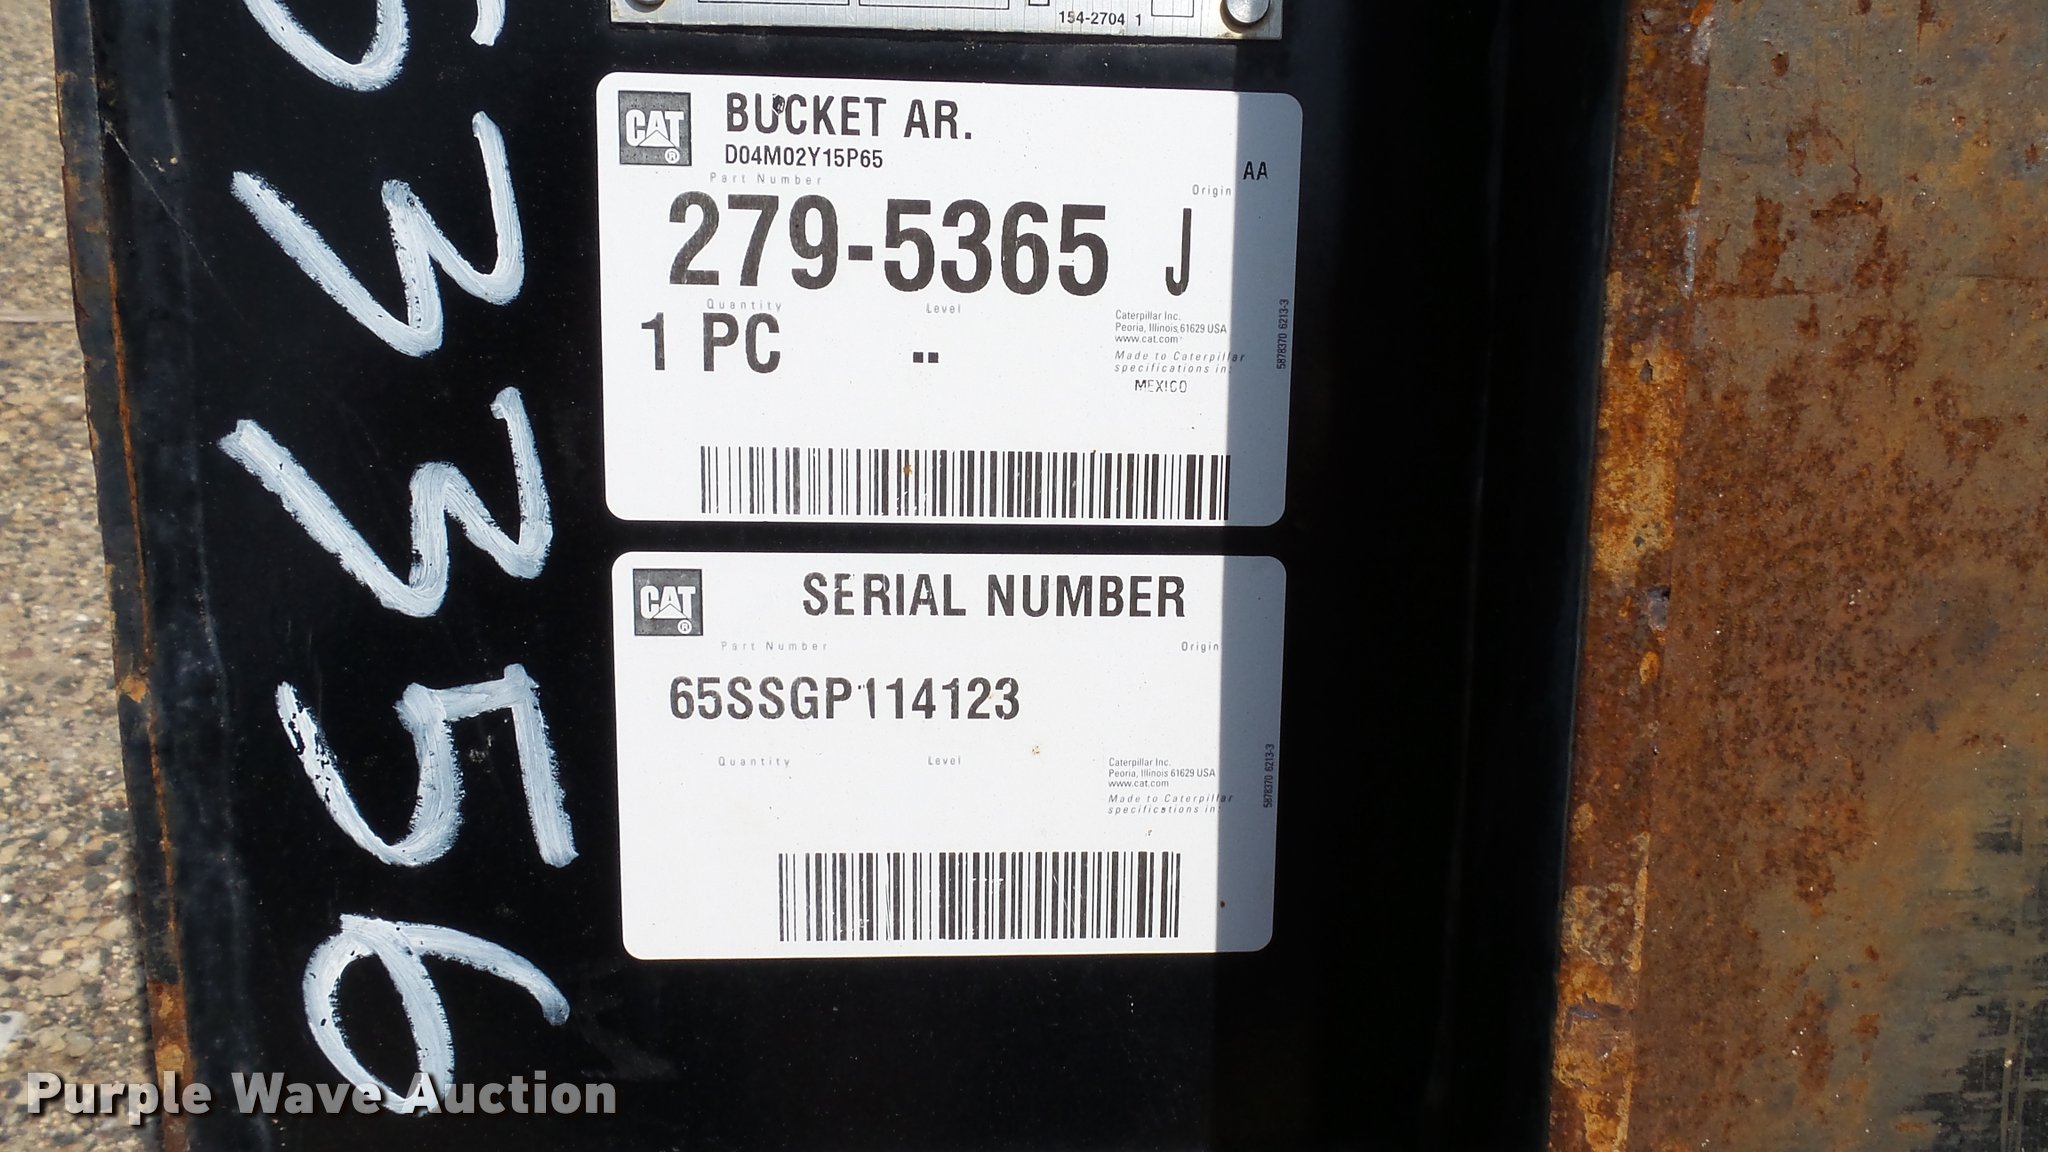 154-2704 1
CAT
®
BUCKET AR.
D04M02Y15P65
Part Number
Origin
AA
279-5365 J
Quantity
Level
1 PC
--
Caterpillar Inc.
Peoria, Illinois 61629 USA
www.cat.com
Made to Caterpillar
specifications in:
MEXICO
5878370 6213-3
CAT
®
SERIAL NUMBER
Part Number
Origin
65SSGP114123
Quantity
Level
Caterpillar Inc.
Peoria, Illinois 61629 USA
www.cat.com
Made to Caterpillar
specifications in:
5878370 6213-3
3356
Purple Wave Auction